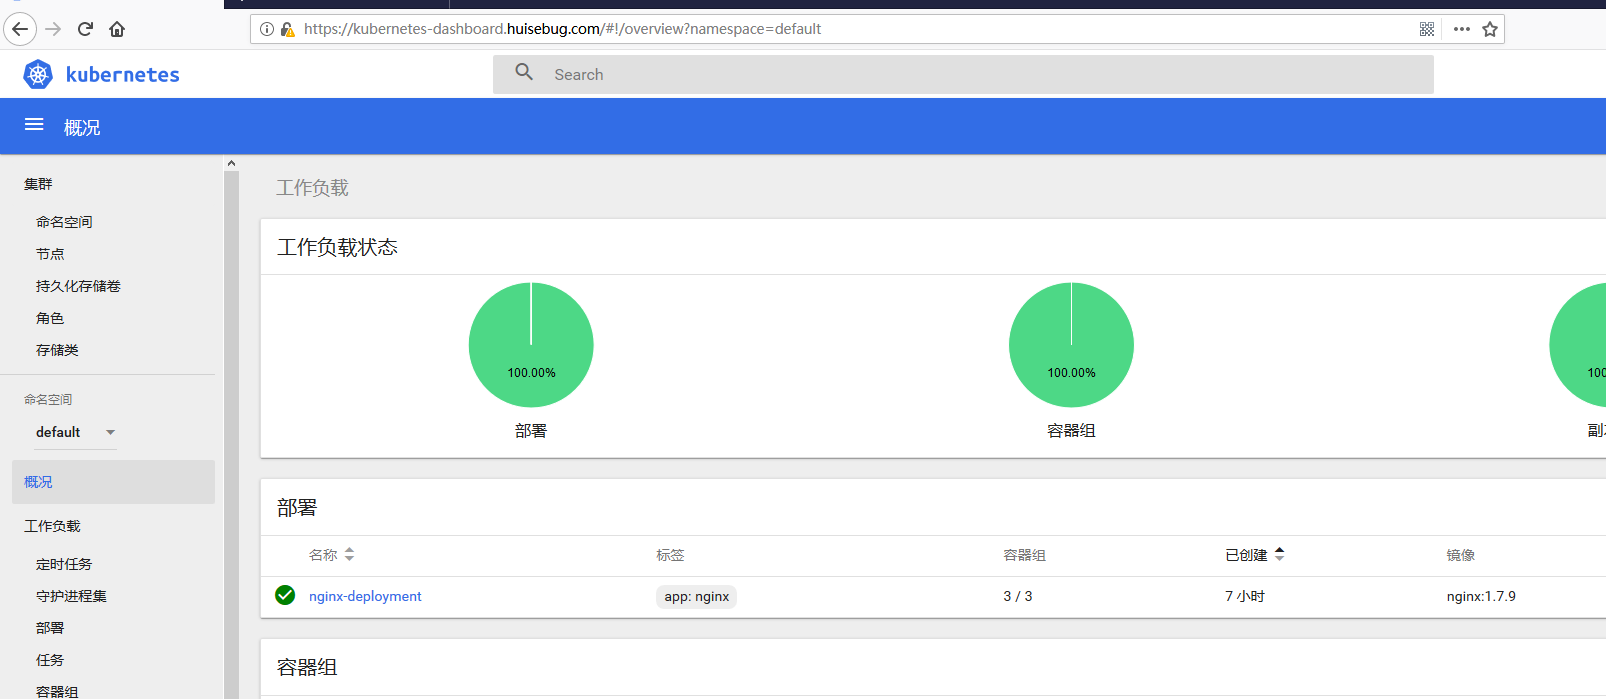 https://kubernetes-dashboard.huisebug.com/#!/overview?namespace=default
kubernetes
Search
概况
集群
命名空间
节点
持久化存储卷
角色
存储类
命名空间
default
概况
工作负载
定时任务
守护进程集
部署
任务
容器组
工作负载
工作负载状态
100.00%
100.00%
100
部署
容器组
副
部署
名称 标签 容器组 已创建 镜像
nginx-deployment app: nginx 3 / 3 7 小时 nginx:1.7.9
容器组